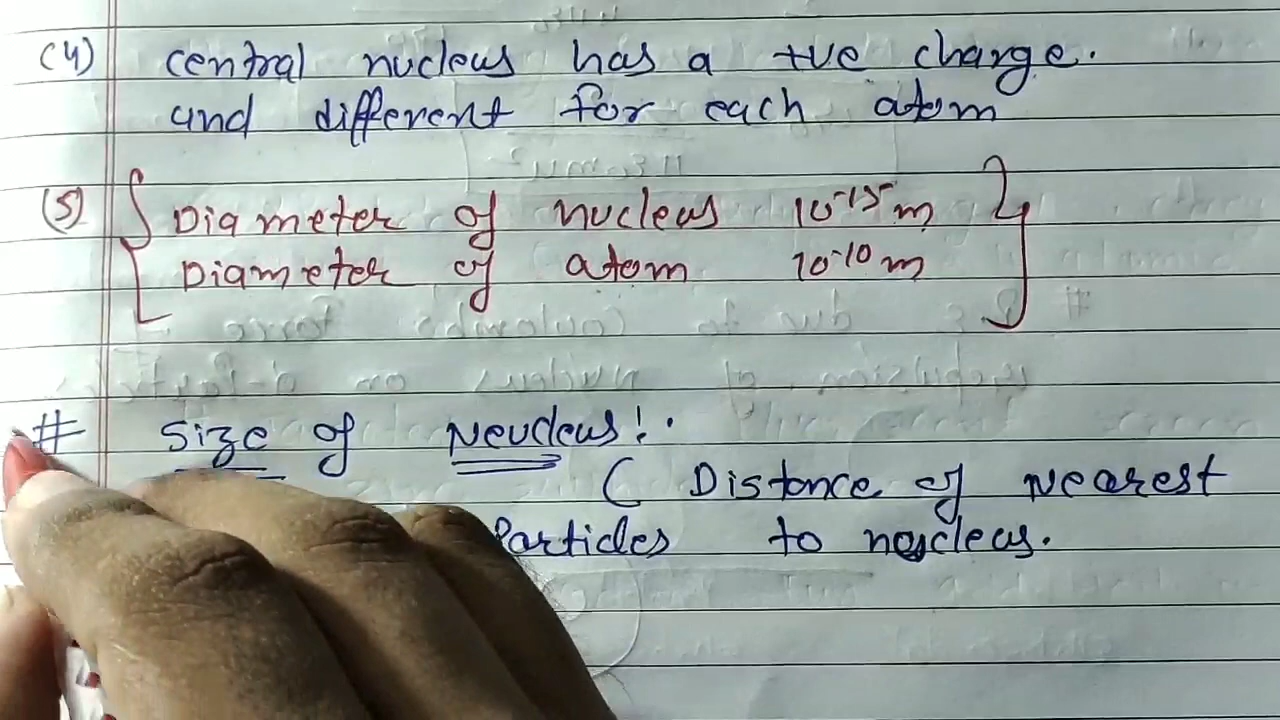 (4) central nucleus has a +ve charge.
and different for each atom
(5) { Diameter of nucleus 10-15 m }
Diameter of atom 10-10 m
# Size of Neucleus:.
( Distance of Nearest
Particles to nucleus.